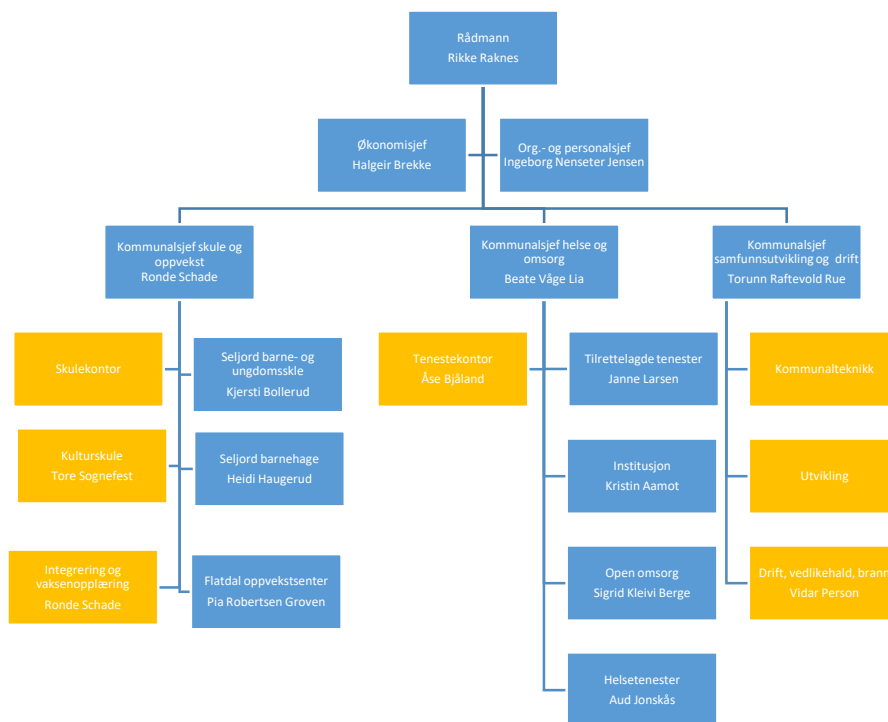 Rådmann
Rikke Raknes
Økonomisjef
Halgeir Brekke
Org.- og personalsjef
Ingeborg Nenseter Jensen
Kommunalsjef skule og
oppvekst
Ronde Schade
Kommunalsjef helse og
omsorg
Beate Våge Lia
Kommunalsjef
samfunnsutvikling og drift
Torunn Raftevold Rue
Skulekontor
Seljord barne- og
ungdomsskle
Kjersti Bollerud
Kulturskule
Tore Sognefest
Seljord barnehage
Heidi Haugerud
Integrering og
vaksenopplæring
Ronde Schade
Flatdal oppvekstsenter
Pia Robertsen Groven
Tenestekontor
Åse Bjåland
Tilrettelagde tenester
Janne Larsen
Institusjon
Kristin Aamot
Open omsorg
Sigrid Kleivi Berge
Helsetenester
Aud Jonskås
Kommunalteknikk
Utvikling
Drift, vedlikehald, brann
Vidar Person